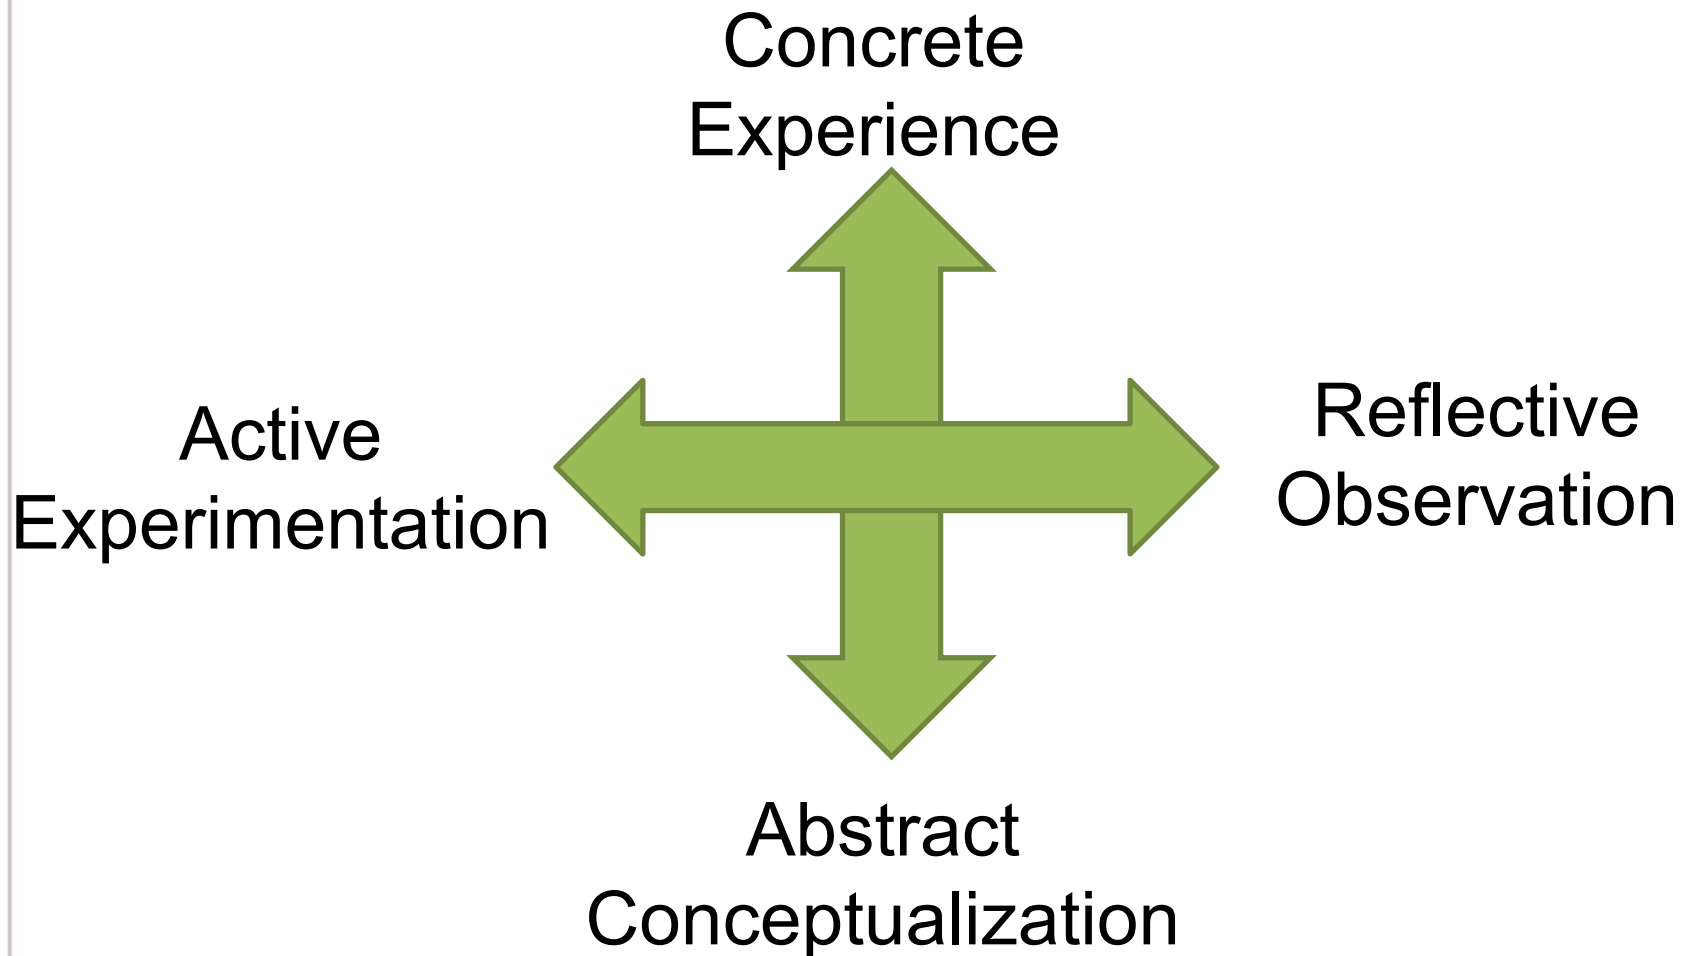 Concrete
Experience
Active
Experimentation
Reflective
Observation
Abstract
Conceptualization